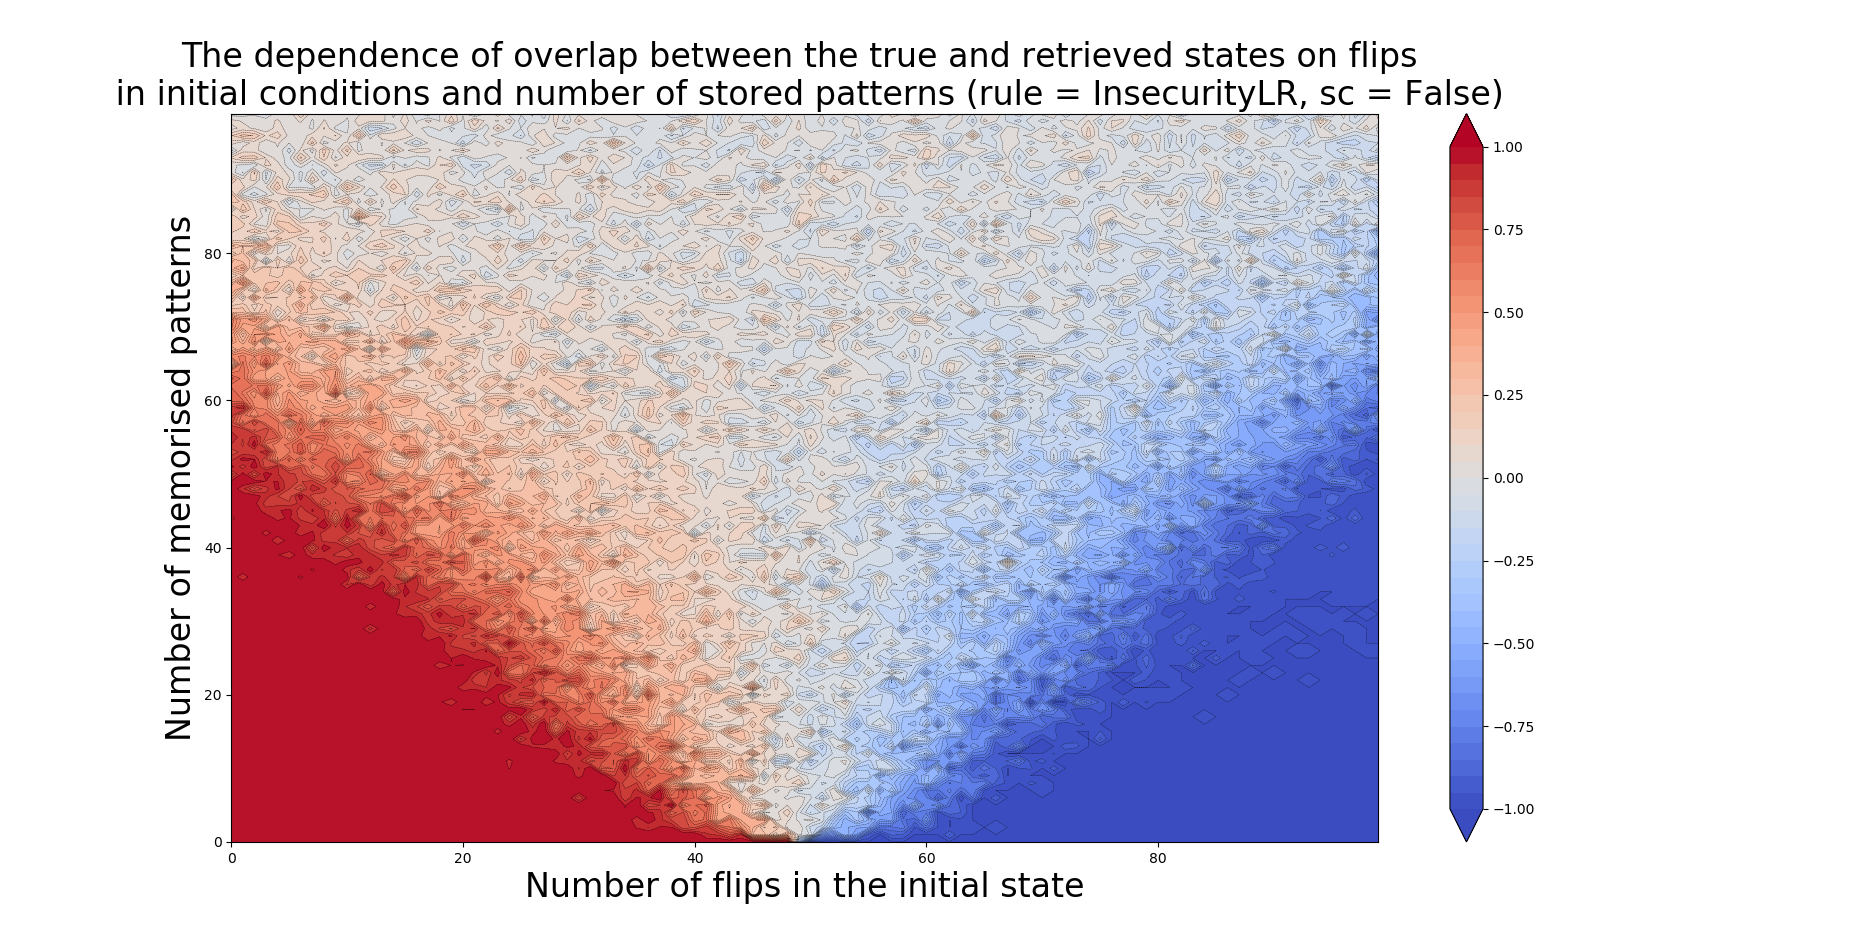 The dependence of overlap between the true and retrieved states on flips
in initial conditions and number of stored patterns (rule = InsecurityLR, sc = False)
Number of memorised patterns
80
60
40
20
0
0 20 40 60 80
Number of flips in the initial state
1.00
0.75
0.50
0.25
0.00
−0.25
−0.50
−0.75
−1.00